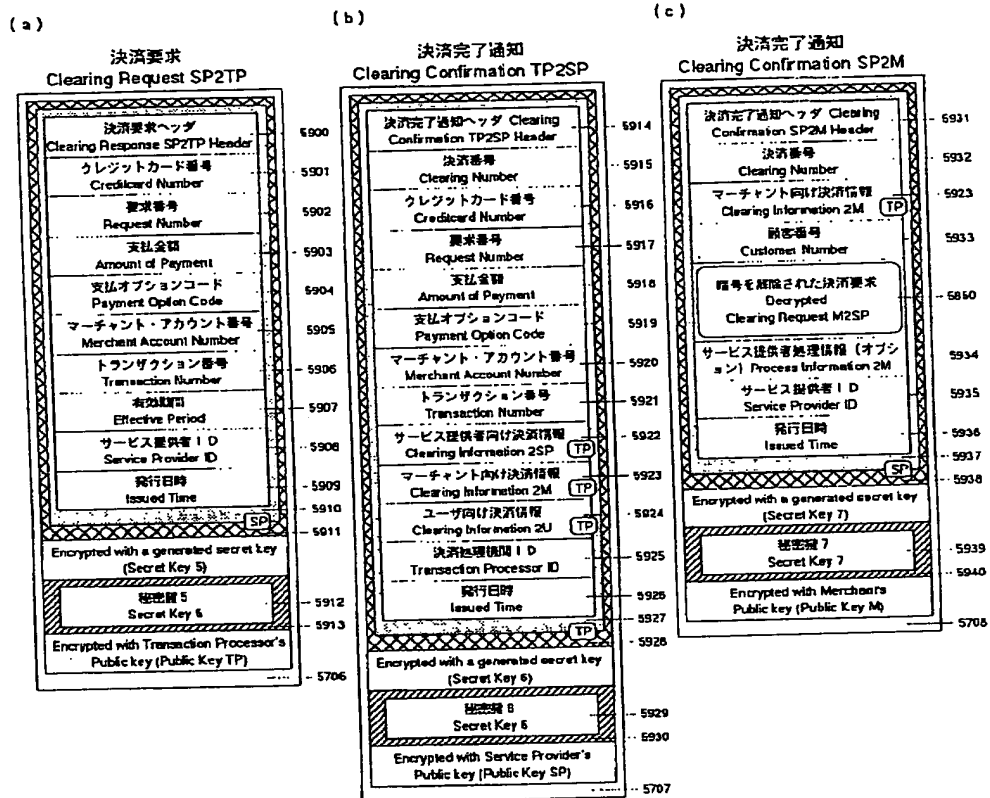 (a)
決済要求
Clearing Request SP2TP
決済要求ヘッダ
Clearing Response SP2TP Header
5900
クレジットカード番号
Creditcard Number
5901
要求番号
Request Number
5902
支払金額
Amount of Payment
5903
支払オプションコード
Payment Option Code
5904
マーチャント・アカウント番号
Merchant Account Number
5905
トランザクション番号
Transaction Number
5906
有効期間
Effective Period
5907
サービス提供者ID
Service Provider ID
5908
発行日時
Issued Time
5909
5910
SP
5911
Encrypted with a generated secret key
(Secret Key 5)
秘密鍵5
Secret Key 6
5912
5913
Encrypted with Transaction Processor's
Public key (Public Key TP)
5706
(b)
決済完了通知
Clearing Confirmation TP2SP
決済完了通知ヘッダ Clearing
Confirmation TP2SP Header
5914
決済番号
Clearing Number
5915
クレジットカード番号
Creditcard Number
5916
要求番号
Request Number
5917
支払金額
Amount of Payment
5918
支払オプションコード
Payment Option Code
5919
マーチャント・アカウント番号
Merchant Account Number
5920
トランザクション番号
Transaction Number
5921
サービス提供者向け決済情報
Clearing Information 2SP
TP
5922
マーチャント向け決済情報
Clearing Information 2M
TP
5923
ユーザ向け決済情報
Clearing Information 2U
TP
5924
決済処理機関ID
Transaction Processor ID
5925
発行日時
Issued Time
5926
5927
TP
5928
Encrypted with a generated secret key
(Secret Key 6)
秘密鍵6
Secret Key 6
5929
5930
Encrypted with Service Provider's
Public key (Public Key SP)
5707
(c)
決済完了通知
Clearing Confirmation SP2M
決済完了通知ヘッダ Clearing
Confirmation SP2M Header
5931
決済番号
Clearing Number
5932
マーチャント向け決済情報
Clearing Information 2M
TP
5923
顧客番号
Customer Number
5933
暗号を解除された決済要求
Decrypted
Clearing Request M2SP
5860
サービス提供者処理情報(オプシ
ョン) Process Information 2M
5934
サービス提供者ID
Service Provider ID
5935
発行日時
Issued Time
5936
5937
SP
5938
Encrypted with a generated secret key
(Secret Key 7)
秘密鍵7
Secret Key 7
5939
5940
Encrypted with Merchant's
Public key (Public Key M)
5708